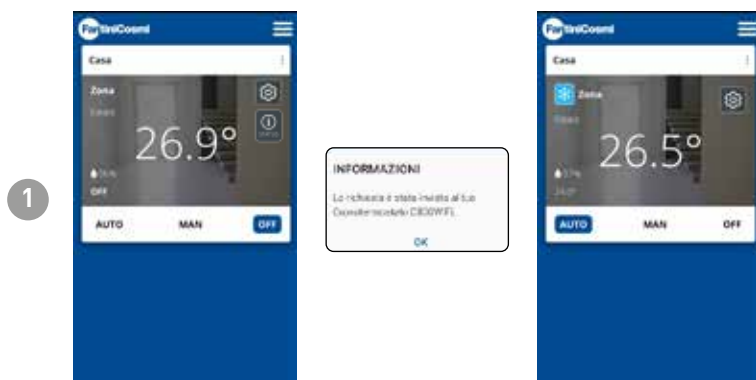 1
FantiniCosmi
Casa
Zona
26.9°
OFF
AUTO MAN OFF
INFORMAZIONI
La richiesta è stata inviata al tuo
Cronotermostato C800WIFI.
OK
FantiniCosmi
Casa
Zona
26.5°
AUTO MAN OFF